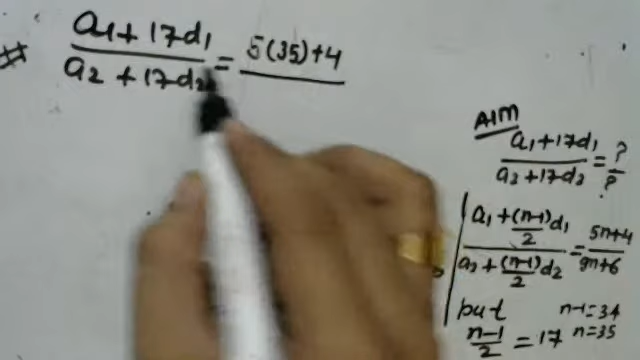 # a₁ + 17d₁ / a₂ + 17d₂ = 5(35)+4
AIM
a₁+17d₁ / a₂+17d₂ = ? / ?
a₁+(n-1)/2 d₁ / a₂+(n-1)/2 d₂ = 5n+4 / 9n+6
put n-1=34
n-1/2 = 17 n=35